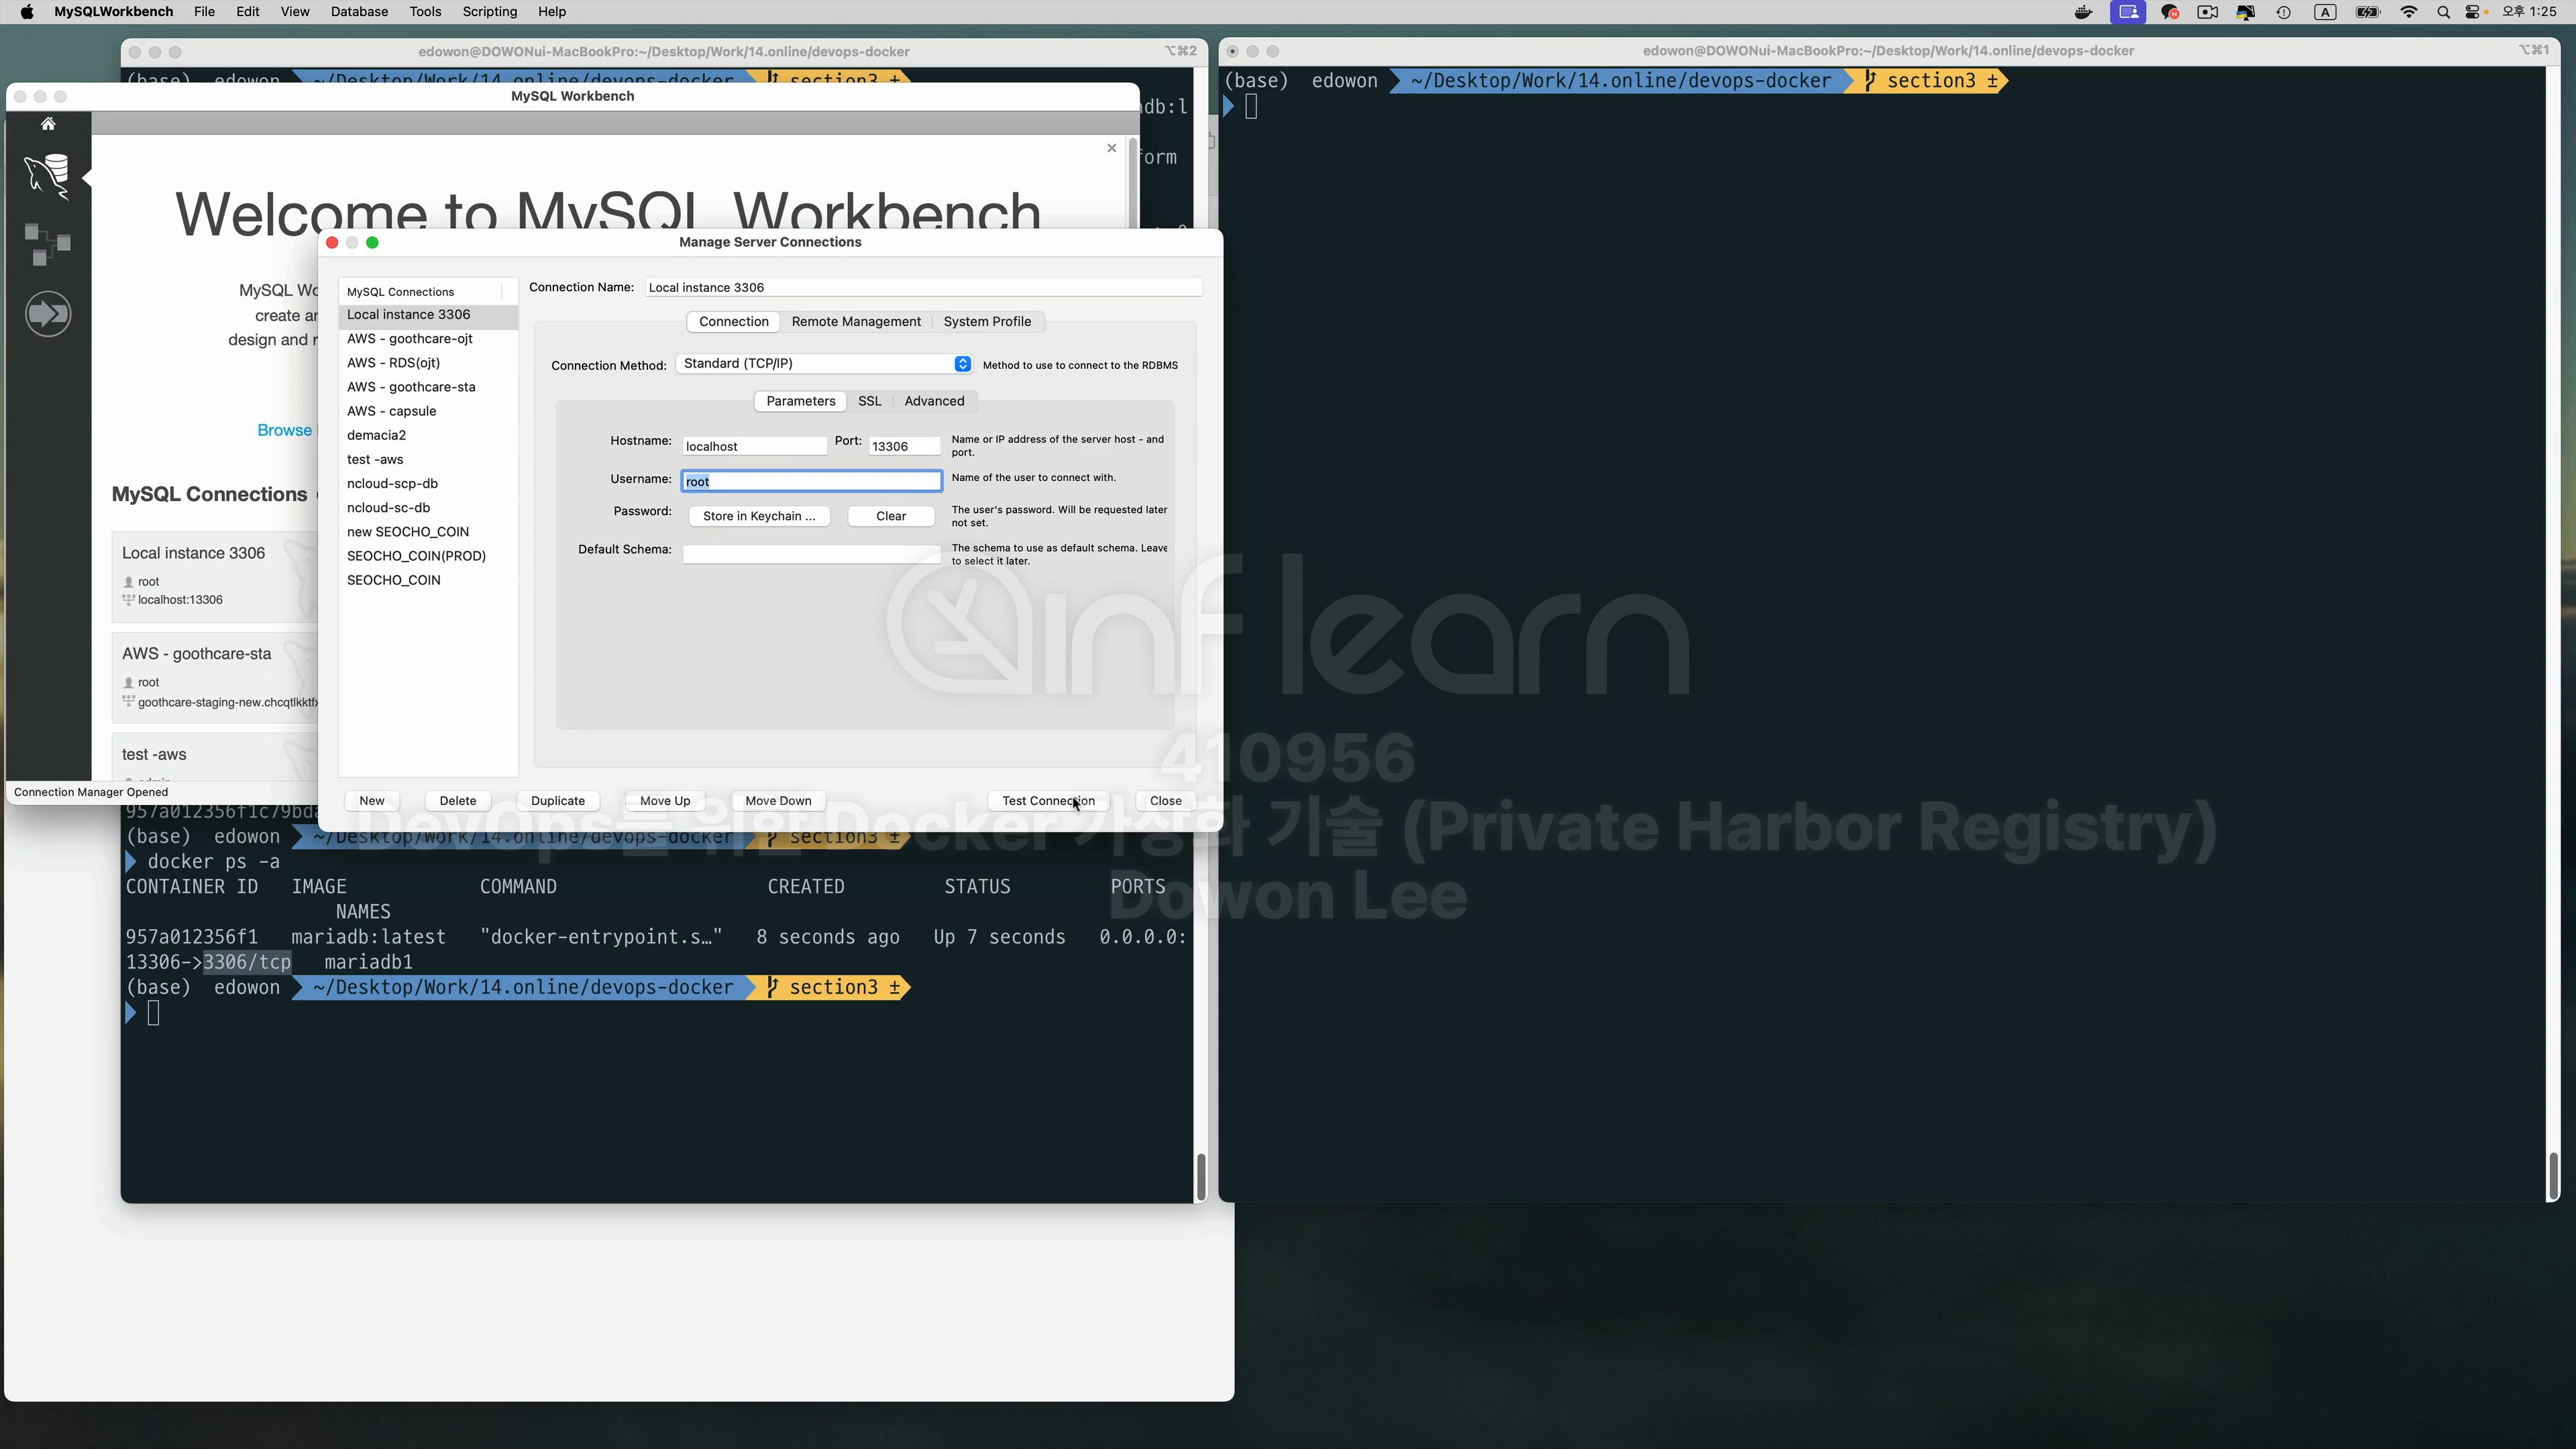 MySQLWorkbench File Edit View Database Tools Scripting Help
A 오후 1:25
edowon@DOWONui-MacBookPro:~/Desktop/Work/14.online/devops-docker ⌥⌘2
(base) edowon ~/Desktop/Work/14.online/devops-docker section3 ±
edowon@DOWONui-MacBookPro:~/Desktop/Work/14.online/devops-docker ⌥⌘1
(base) edowon ~/Desktop/Work/14.online/devops-docker section3 ±
MySQL Workbench
Welcome to MySQL Workbench
MySQL Wo
create an
design and r
Browse
MySQL Connections
Local instance 3306
root
localhost:13306
AWS - goothcare-sta
root
goothcare-staging-new.chcqtlkktfx
test -aws
Connection Manager Opened
Manage Server Connections
MySQL Connections
Local instance 3306
AWS - goothcare-ojt
AWS - RDS(ojt)
AWS - goothcare-sta
AWS - capsule
demacia2
test -aws
ncloud-scp-db
ncloud-sc-db
new SEOCHO_COIN
SEOCHO_COIN(PROD)
SEOCHO_COIN
Connection Name: Local instance 3306
Connection Remote Management System Profile
Connection Method: Standard (TCP/IP) Method to use to connect to the RDBMS
Parameters SSL Advanced
Hostname: localhost Port: 13306 Name or IP address of the server host - and
port.
Username: root Name of the user to connect with.
Password: Store in Keychain ... Clear The user's password. Will be requested later
not set.
Default Schema: The schema to use as default schema. Leave
to select it later.
New Delete Duplicate Move Up Move Down Test Connection Close
957a012356f1c79bda
(base) edowon ~/Desktop/Work/14.online/devops-docker section3 ±
docker ps -a
CONTAINER ID IMAGE COMMAND CREATED STATUS PORTS
NAMES
957a012356f1 mariadb:latest "docker-entrypoint.s…" 8 seconds ago Up 7 seconds 0.0.0.0:
13306->3306/tcp mariadb1
(base) edowon ~/Desktop/Work/14.online/devops-docker section3 ±
inflearn
410956
DevOps를 위한 Docker 가상화 기술 (Private Harbor Registry)
Dowon Lee